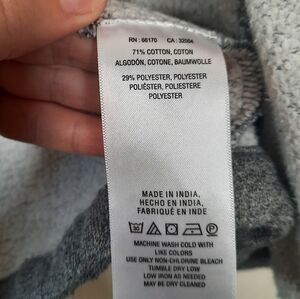 RN : 66170 CA : 32084
71% COTTON, COTON
ALGODÓN, COTONE, BAUMWOLLE
29% POLYESTER, POLYESTER
POLIÉSTER, POLIESTERE
POLYESTER
MADE IN INDIA,
HECHO EN INDIA,
FABRIQUÉ EN INDE
30
MACHINE WASH COLD WITH
LIKE COLORS
USE ONLY NON-CHLORINE BLEACH
TUMBLE DRY LOW
LOW IRON AS NEEDED
MAY BE DRY CLEANED